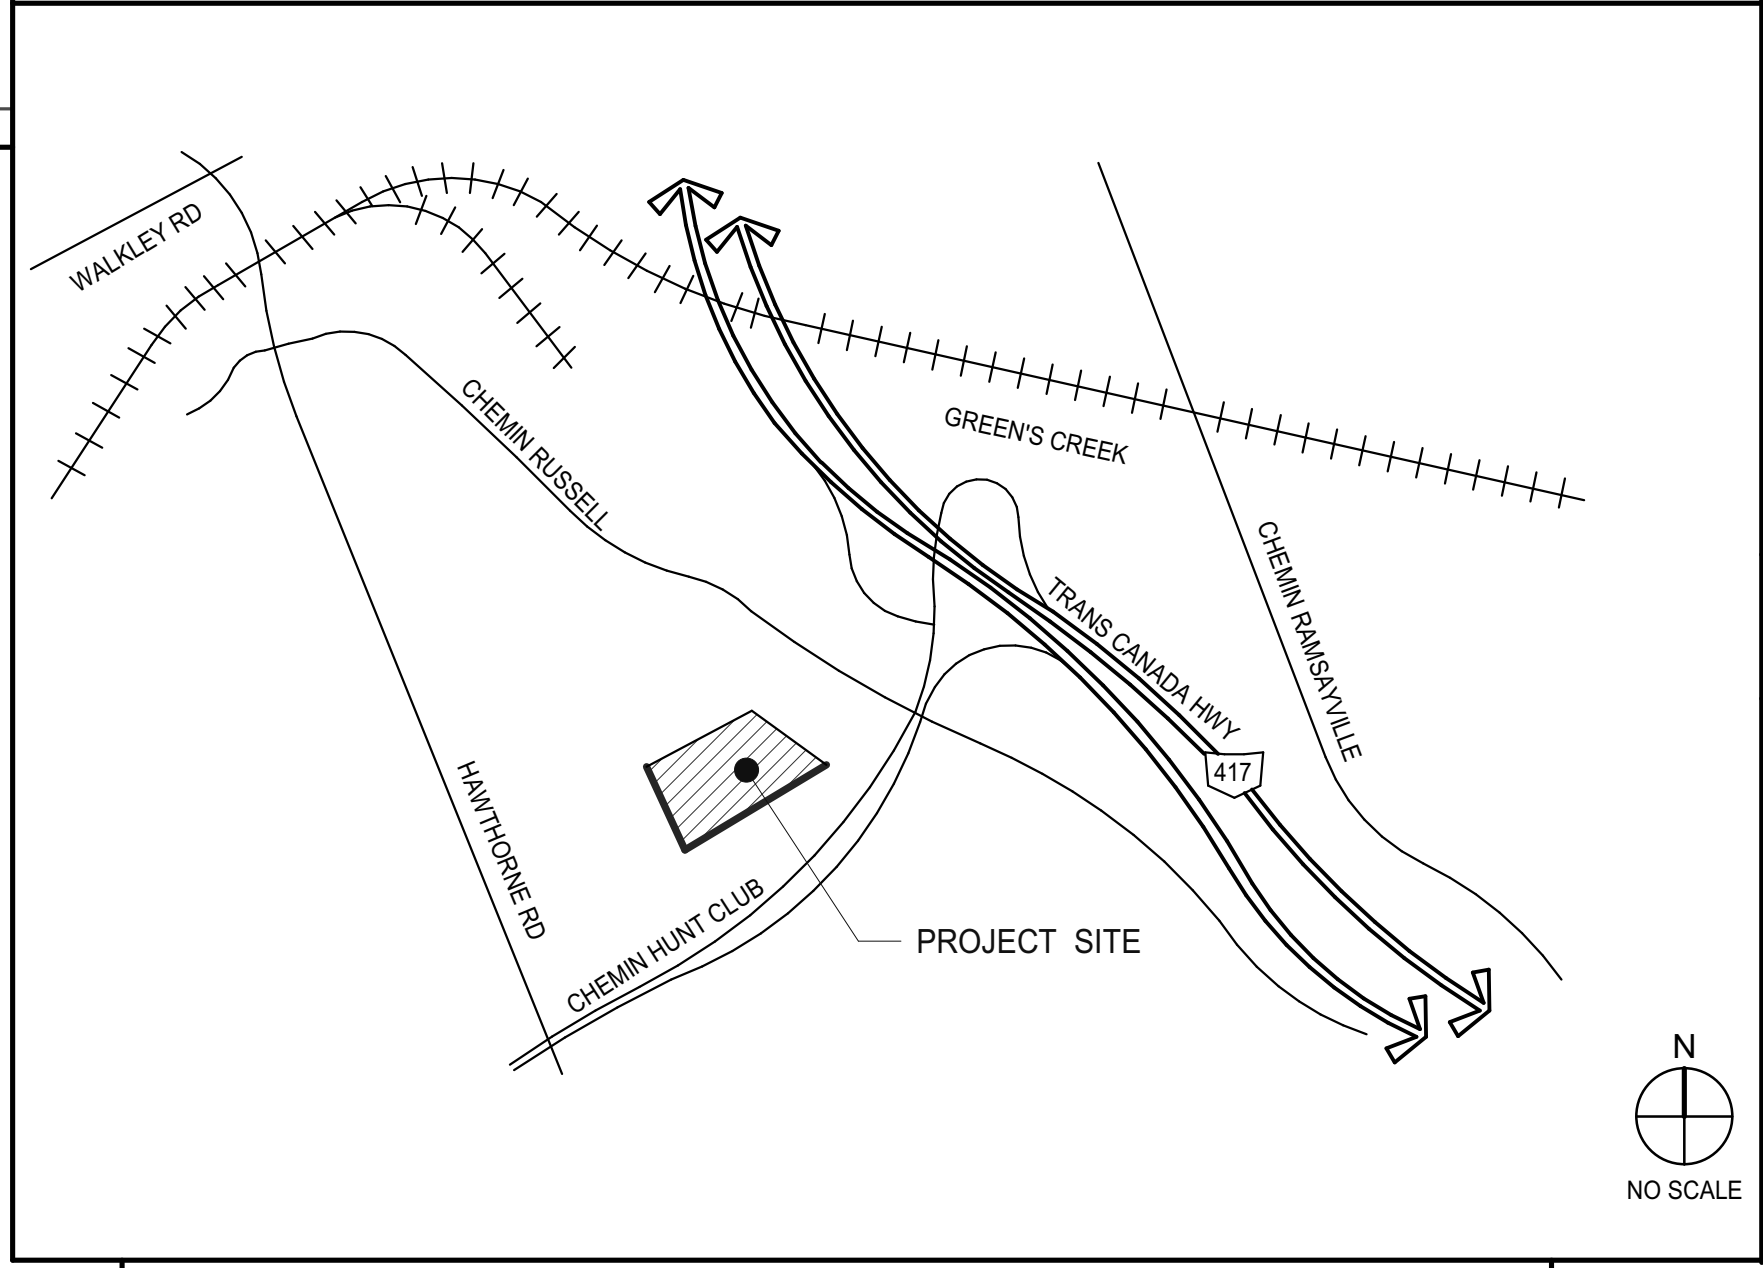 WALKLEY RD
CHEMIN RUSSELL
GREEN'S CREEK
CHEMIN RAMSAYVILLE
TRANS CANADA HWY
417
HAWTHORNE RD
CHEMIN HUNT CLUB
PROJECT SITE
N
NO SCALE